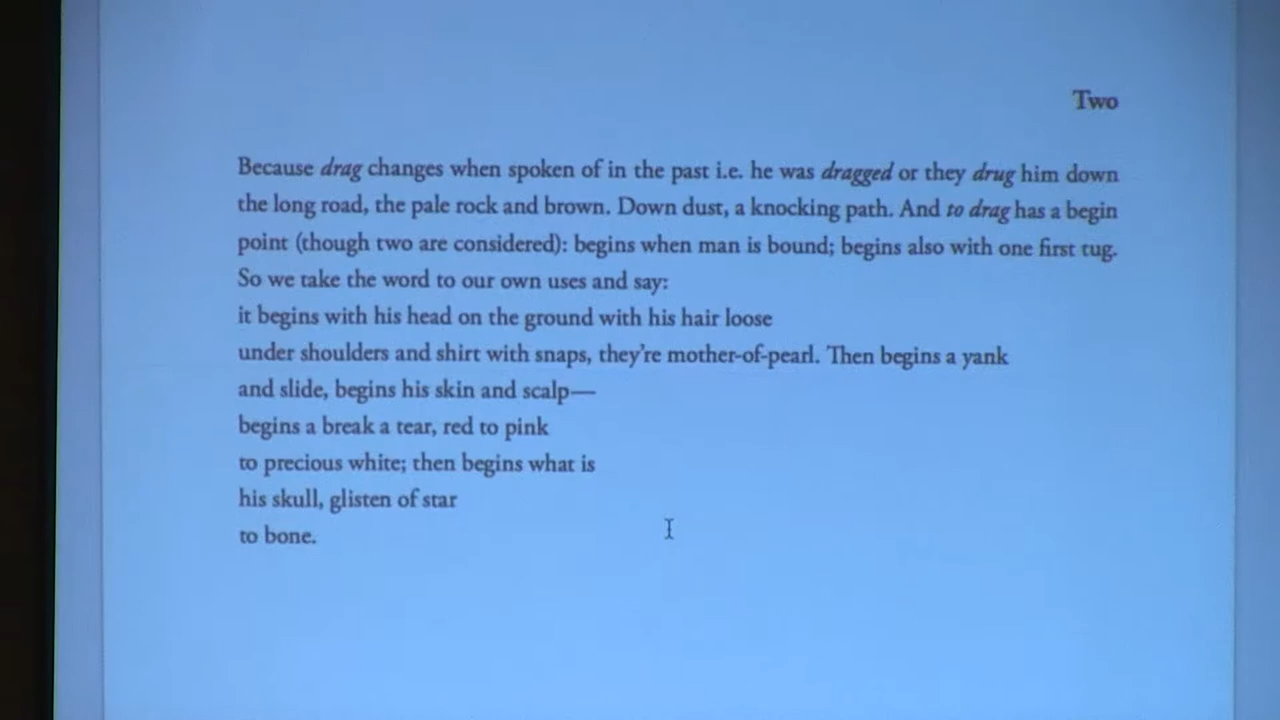 Two
Because drag changes when spoken of in the past i.e. he was dragged or they drug him down
the long road, the pale rock and brown. Down dust, a knocking path. And to drag has a begin
point (though two are considered): begins when man is bound; begins also with one first tug.
So we take the word to our own uses and say:
it begins with his head on the ground with his hair loose
under shoulders and shirt with snaps, they're mother-of-pearl. Then begins a yank
and slide, begins his skin and scalp—
begins a break a tear, red to pink
to precious white; then begins what is
his skull, glisten of star
to bone.